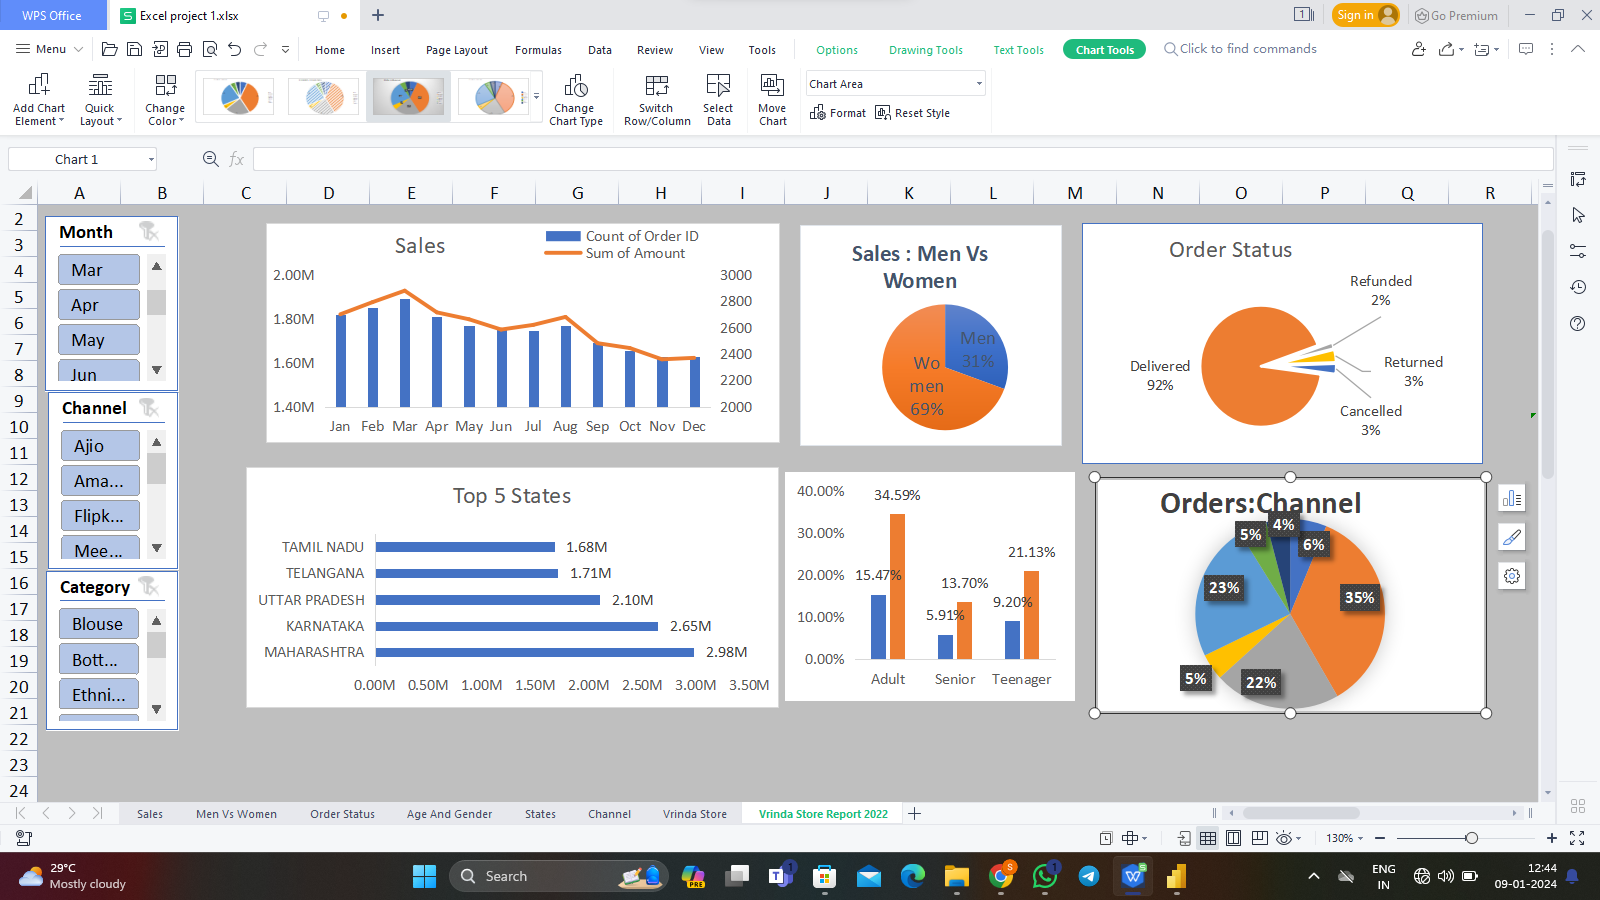 WPS Office
Excel project 1.xlsx
Sign in
Go Premium
Menu
Home
Insert
Page Layout
Formulas
Data
Review
View
Tools
Options
Drawing Tools
Text Tools
Chart Tools
Click to find commands
Add Chart
Element
Quick
Layout
Change
Color
Change
Chart Type
Switch
Row/Column
Select
Data
Move
Chart
Chart Area
Format
Reset Style
Chart 1
fx
A B C D E F G H I J K L M N O P Q R
2
3
4
5
6
7
8
9
10
11
12
13
14
15
16
17
18
19
20
21
22
23
24
Month
Mar
Apr
May
Jun
Channel
Ajio
Ama...
Flipk...
Mee...
Category
Blouse
Bott...
Ethni...
Sales
Count of Order ID
Sum of Amount
2.00M
1.80M
1.60M
1.40M
3000
2800
2600
2400
2200
2000
Jan Feb Mar Apr May Jun Jul Aug Sep Oct Nov Dec
Sales : Men Vs
Women
Men
31%
Wo
men
69%
Order Status
Refunded
2%
Delivered
92%
Returned
3%
Cancelled
3%
Top 5 States
TAMIL NADU 1.68M
TELANGANA 1.71M
UTTAR PRADESH 2.10M
KARNATAKA 2.65M
MAHARASHTRA 2.98M
0.00M 0.50M 1.00M 1.50M 2.00M 2.50M 3.00M 3.50M
40.00%
30.00%
20.00%
10.00%
0.00%
34.59%
15.47%
13.70%
5.91%
21.13%
9.20%
Adult Senior Teenager
Orders:Channel
4%
5%
6%
23%
35%
5%
22%
Sales
Men Vs Women
Order Status
Age And Gender
States
Channel
Vrinda Store
Vrinda Store Report 2022
130%
29°C
Mostly cloudy
Search
ENG
IN
12:44
09-01-2024